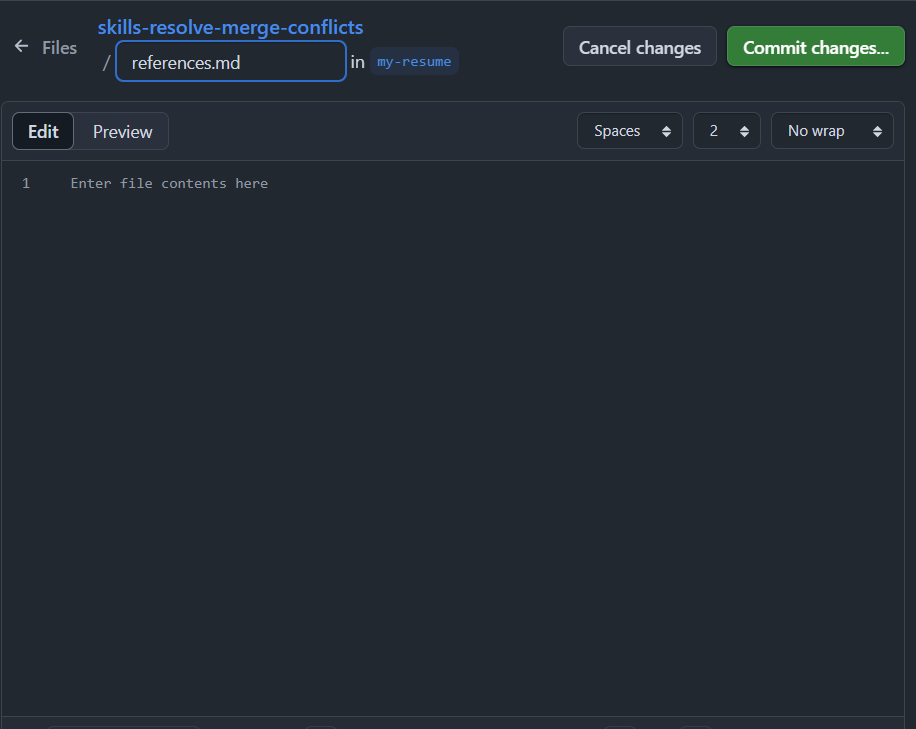 skills-resolve-merge-conflicts
Files
/ references.md in my-resume
Cancel changes
Commit changes...
Edit
Preview
Spaces
2
No wrap
1
Enter file contents here